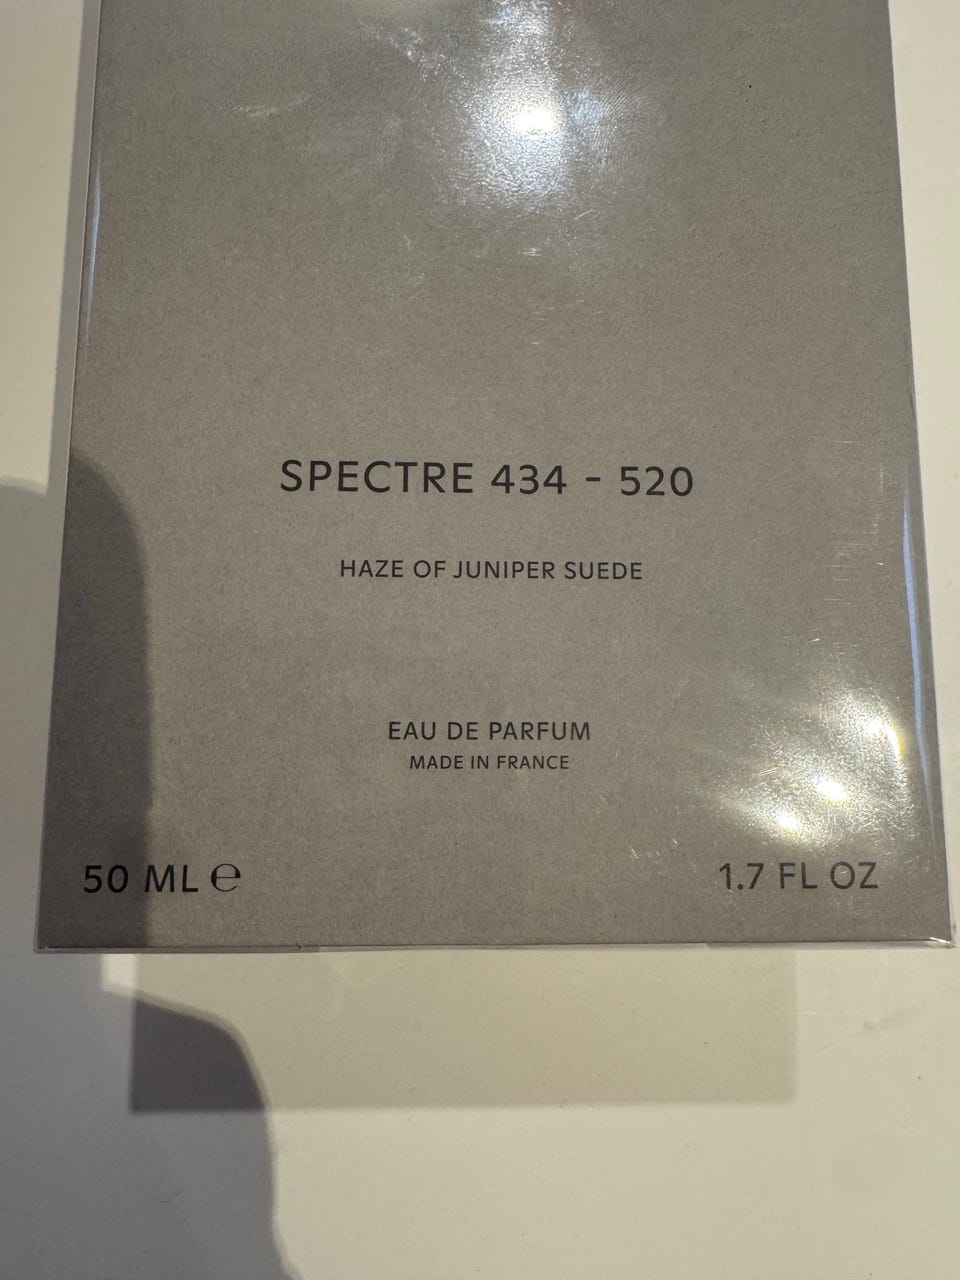 SPECTRE 434 - 520
HAZE OF JUNIPER SUEDE
EAU DE PARFUM
MADE IN FRANCE
50 ML ℮
1.7 FL OZ